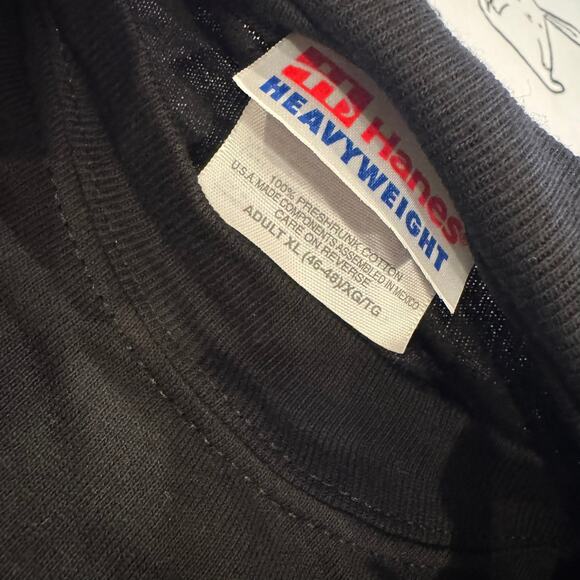 Hanes®
HEAVYWEIGHT
100% PRESHRUNK COTTON
U.S.A. MADE COMPONENTS ASSEMBLED IN MEXICO
CARE ON REVERSE
ADULT XL (46-48)/XG/TG